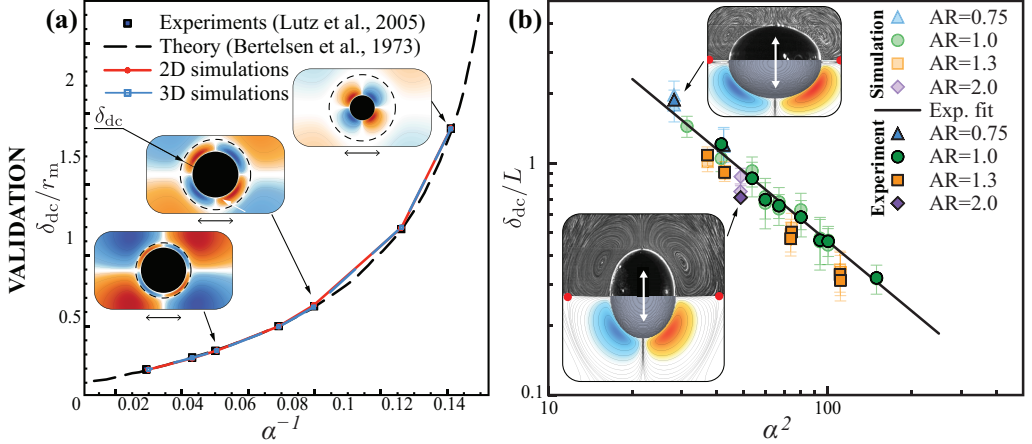 VALIDATION
(a)
Experiments (Lutz et al., 2005)
Theory (Bertelsen et al., 1973)
2D simulations
3D simulations
δdc
δdc/rm
2
1.5
1
0.5
0
0.02
0.04
0.06
0.08
0.1
0.12
0.14
α⁻¹
(b)
Simulation
AR=0.75
AR=1.0
AR=1.3
AR=2.0
Exp. fit
Experiment
AR=0.75
AR=1.0
AR=1.3
AR=2.0
δdc/L
1.0
0.1
10
100
α²